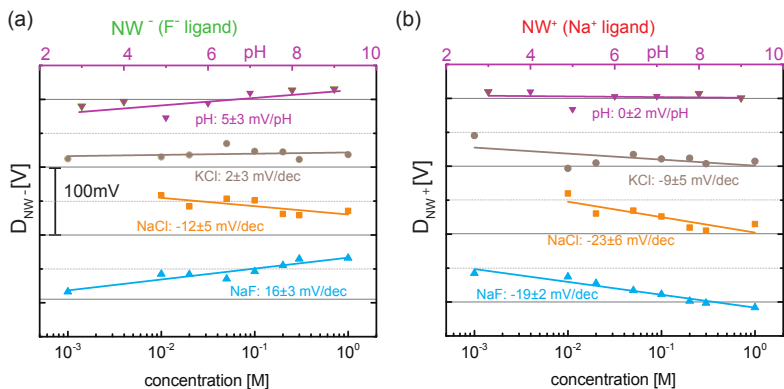 (a)
NW⁻ (F⁻ ligand)
pH
2 4 6 8 10
D_NW⁻ [V]
100mV
pH: 5±3 mV/pH
KCl: 2±3 mV/dec
NaCl: -12±5 mV/dec
NaF: 16±3 mV/dec
10⁻³ 10⁻² 10⁻¹ 10⁰
concentration [M]
(b)
NW⁺ (Na⁺ ligand)
pH
2 4 6 8 10
D_NW⁺ [V]
pH: 0±2 mV/pH
KCl: -9±5 mV/dec
NaCl: -23±6 mV/dec
NaF: -19±2 mV/dec
10⁻³ 10⁻² 10⁻¹ 10⁰
concentration [M]